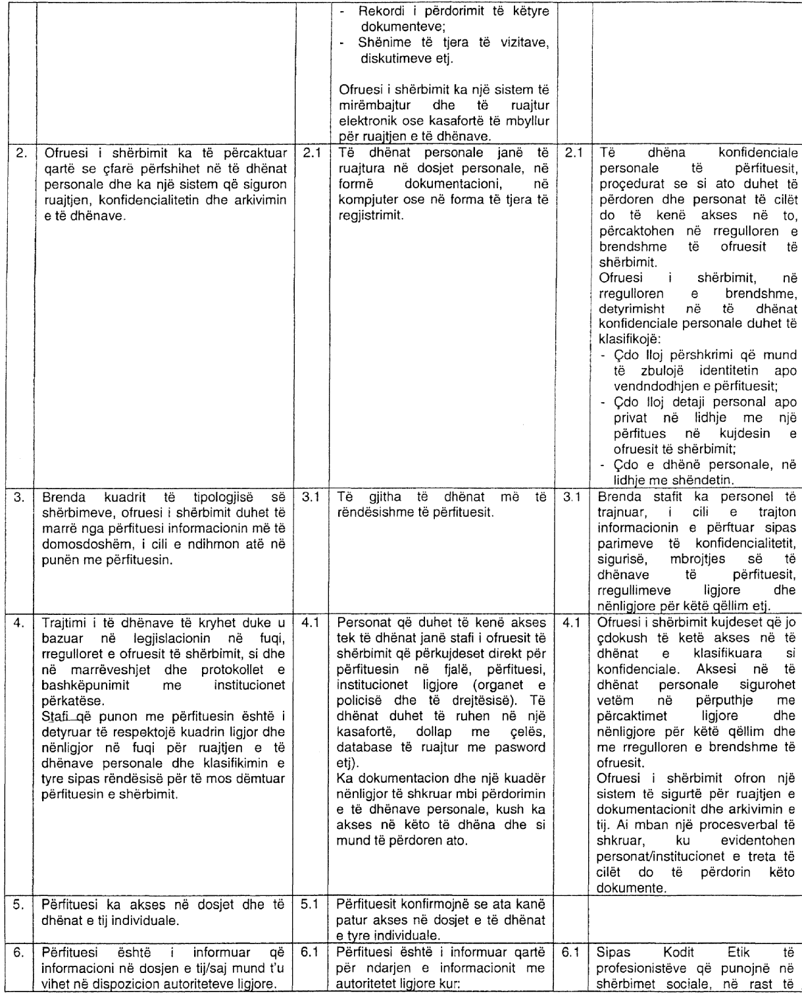 - Rekordi i përdorimit të këtyre
dokumenteve;
- Shënime të tjera të vizitave,
diskutimeve etj.
Ofruesi i shërbimit ka një sistem të
mirëmbajtur dhe të ruajtur
elektronik ose kasafortë të mbyllur
për ruajtjen e të dhënave.
2.
Ofruesi i shërbimit ka të përcaktuar
qartë se çfarë përfshihet në të dhënat
personale dhe ka një sistem që siguron
ruajtjen, konfidencialitetin dhe arkivimin
e të dhënave.
2.1
Të dhënat personale janë të
ruajtura në dosjet personale, në
formë dokumentacioni, në
kompjuter ose në forma të tjera të
regjistrimit.
2.1
Të dhëna konfidenciale
personale të përfituesit,
proçedurat se si ato duhet të
përdoren dhe personat të cilët
do të kenë akses në to,
përcaktohen në rregulloren e
brendshme të ofruesit të
shërbimit.
Ofruesi i shërbimit, në
rregulloren e brendshme,
detyrimisht në të dhënat
konfidenciale personale duhet të
klasifikojë:
- Çdo lloj përshkrimi që mund
të zbulojë identitetin apo
vendndodhjen e përfituesit;
- Çdo lloj detaji personal apo
privat në lidhje me një
përfitues në kujdesin e
ofruesit të shërbimit;
- Çdo e dhënë personale, në
lidhje me shëndetin.
3.
Brenda kuadrit të tipologjisë së
shërbimeve, ofruesi i shërbimit duhet të
marrë nga përfituesi informacionin më të
domosdoshëm, i cili e ndihmon atë në
punën me përfituesin.
3.1
Të gjitha të dhënat më të
rëndësishme të përfituesit.
3.1
Brenda stafit ka personel të
trajnuar, i cili e trajton
informacionin e përftuar sipas
parimeve të konfidencialitetit,
sigurisë, mbrojtjes së të
dhënave të përfituesit,
rregullimeve ligjore dhe
nënligjore për këtë qëllim etj.
4.
Trajtimi i të dhënave të kryhet duke u
bazuar në legjislacionin në fuqi,
rregulloret e ofruesit të shërbimit, si dhe
në marrëveshjet dhe protokollet e
bashkëpunimit me institucionet
përkatëse.
Stafi që punon me përfituesin është i
detyruar të respektojë kuadrin ligjor dhe
nënligjor në fuqi për ruajtjen e të
dhënave personale dhe klasifikimin e
tyre sipas rëndësisë për të mos dëmtuar
përfituesin e shërbimit.
4.1
Personat që duhet të kenë akses
tek të dhënat janë stafi i ofruesit të
shërbimit që përkujdeset direkt për
përfituesin në fjalë, përfituesi,
institucionet ligjore (organet e
policisë dhe të drejtësisë). Të
dhënat duhet të ruhen në një
kasafortë, dollap me çelës,
database të ruajtur me pasword
etj).
Ka dokumentacion dhe një kuadër
nënligjor të shkruar mbi përdorimin
e të dhënave personale, kush ka
akses në këto të dhëna dhe si
mund të përdoren ato.
4.1
Ofruesi i shërbimit kujdeset që jo
çdokush të ketë akses në të
dhënat e klasifikuara si
konfidenciale. Aksesi në të
dhënat personale sigurohet
vetëm në përputhje me
përcaktimet ligjore dhe
nënligjore për këtë qëllim dhe
me rregulloren e brendshme të
ofruesit.
Ofruesi i shërbimit ofron një
sistem të sigurtë për ruajtjen e
dokumentacionit dhe arkivimin e
tij. Ai mban një procesverbal të
shkruar, ku evidentohen
personat/institucionet e treta të
cilët do të përdorin këto
dokumente.
5.
Përfituesi ka akses në dosjet dhe të
dhënat e tij individuale.
5.1
Përfituesit konfirmojnë se ata kanë
patur akses në dosjet e të dhënat
e tyre individuale.
6.
Përfituesi është i informuar që
informacioni në dosjen e tij/saj mund t'u
vihet në dispozicion autoriteteve ligjore.
6.1
Përfituesi është i informuar qartë
për ndarjen e informacionit me
autoritetet ligjore kur:
6.1
Sipas Kodit Etik të
profesionistëve që punojnë në
shërbimet sociale, në rast të